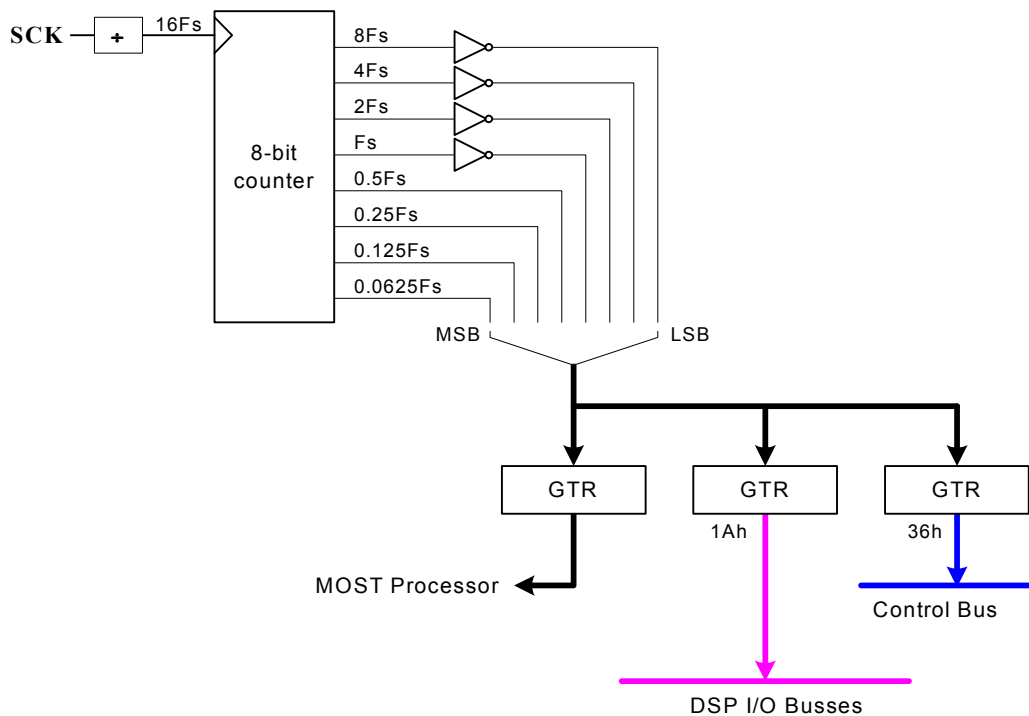 SCK
÷
16Fs
8-bit
counter
8Fs
4Fs
2Fs
Fs
0.5Fs
0.25Fs
0.125Fs
0.0625Fs
MSB
LSB
GTR
GTR
GTR
1Ah
36h
MOST Processor
Control Bus
DSP I/O Busses